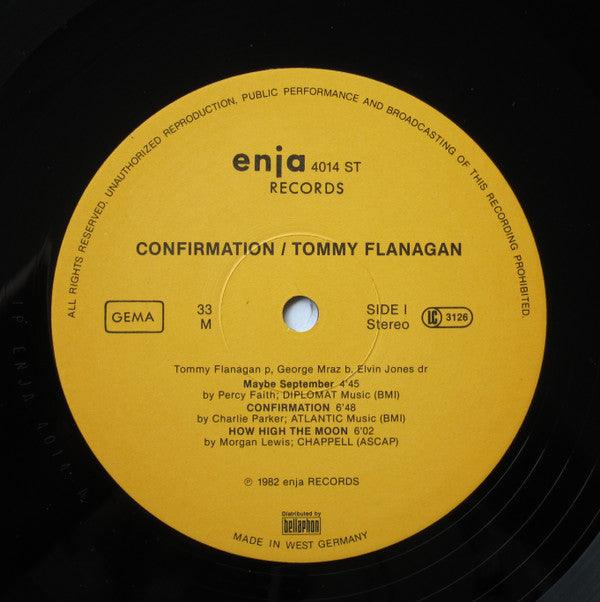 ALL RIGHTS RESERVED. UNAUTHORIZED REPRODUCTION, PUBLIC PERFORMANCE AND BROADCASTING OF THIS RECORDING PROHIBITED.
enja 4014 ST
RECORDS
CONFIRMATION / TOMMY FLANAGAN
GEMA
33
M
SIDE I
Stereo
LC 3126
Tommy Flanagan p, George Mraz b, Elvin Jones dr
Maybe September 4'45
by Percy Faith; DIPLOMAT Music (BMI)
CONFIRMATION 6'48
by Charlie Parker; ATLANTIC Music (BMI)
HOW HIGH THE MOON 6'02
by Morgan Lewis; CHAPPELL (ASCAP)
℗ 1982 enja RECORDS
Distributed by
bellaphon
MADE IN WEST GERMANY
ENJA 4014